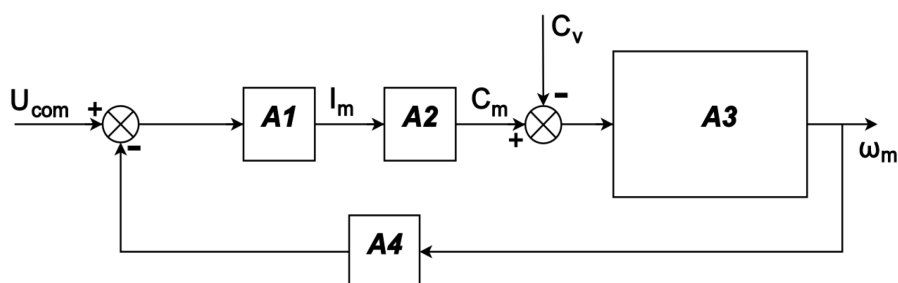 C_v
U_com + A1 I_m A2 C_m - + A3
- ω_m
A4